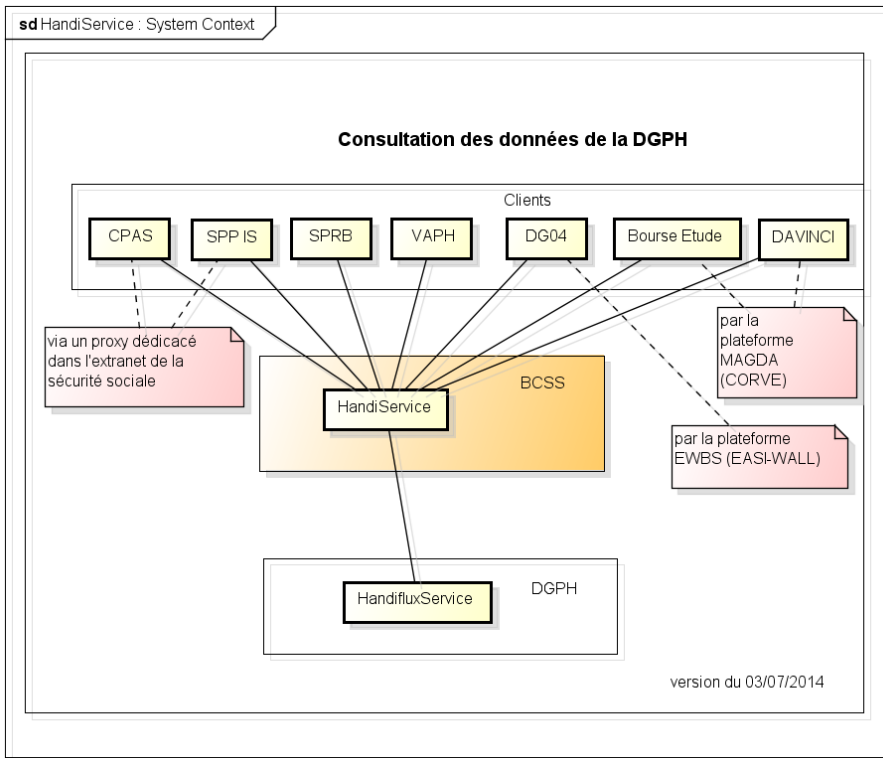 sd HandiService : System Context
Consultation des données de la DGPH
Clients
CPAS
SPP IS
SPRB
VAPH
DG04
Bourse Etude
DAVINCI
via un proxy dédicacé
dans l'extranet de la
sécurité sociale
par la
plateforme
MAGDA
(CORVE)
BCSS
HandiService
par la plateforme
EWBS (EASI-WALL)
DGPH
HandifluxService
version du 03/07/2014